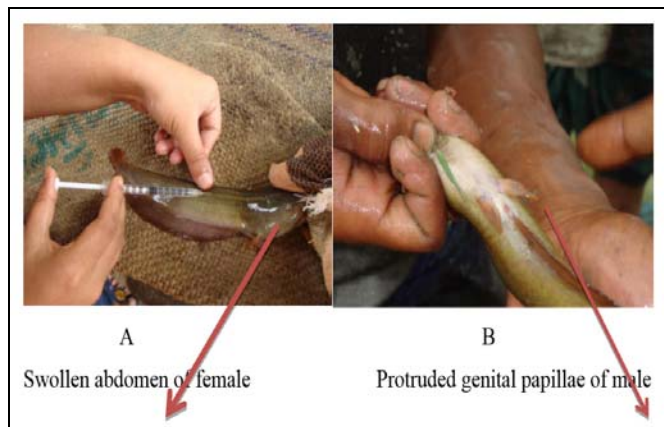 A
B
Swollen abdomen of female
Protruded genital papillae of male